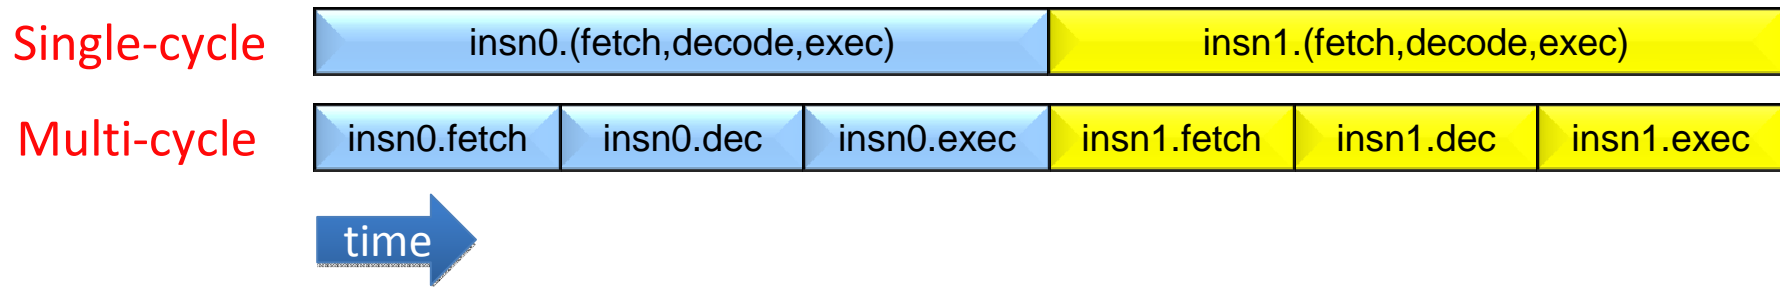 Single-cycle insn0.(fetch,decode,exec) insn1.(fetch,decode,exec)
Multi-cycle insn0.fetch insn0.dec insn0.exec insn1.fetch insn1.dec insn1.exec
time